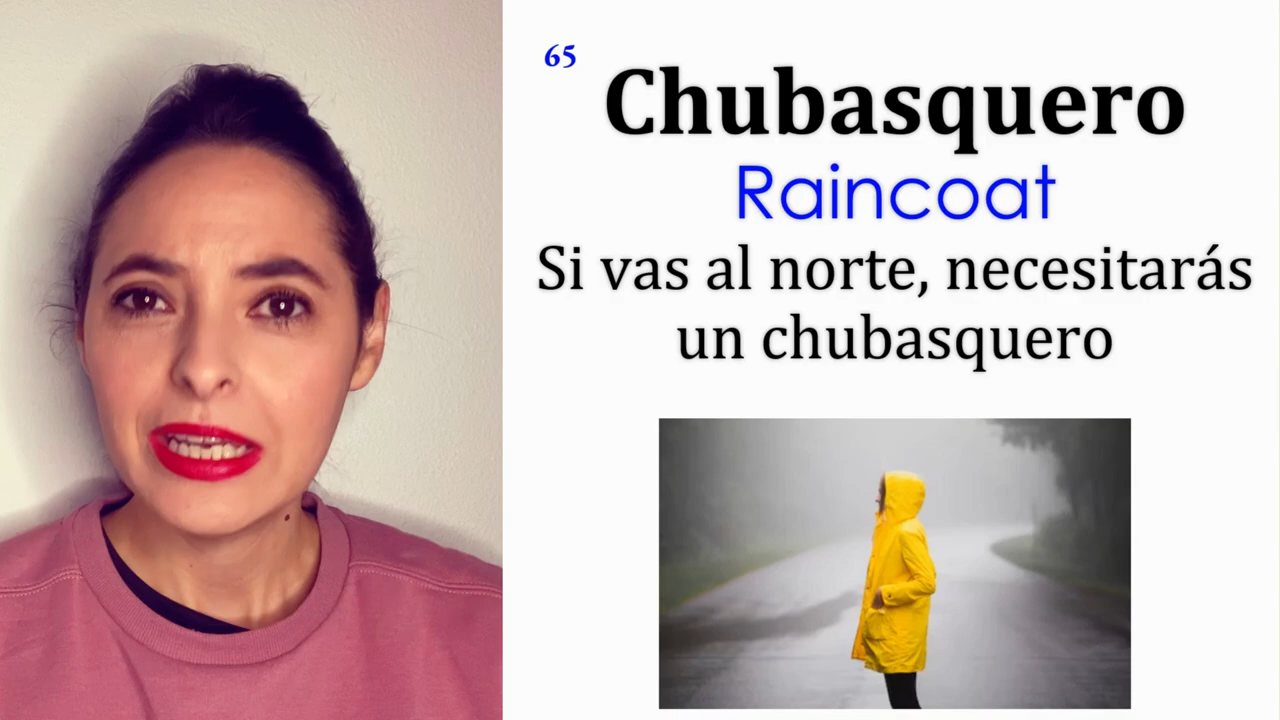 65
Chubasquero
Raincoat
Si vas al norte, necesitarás
un chubasquero